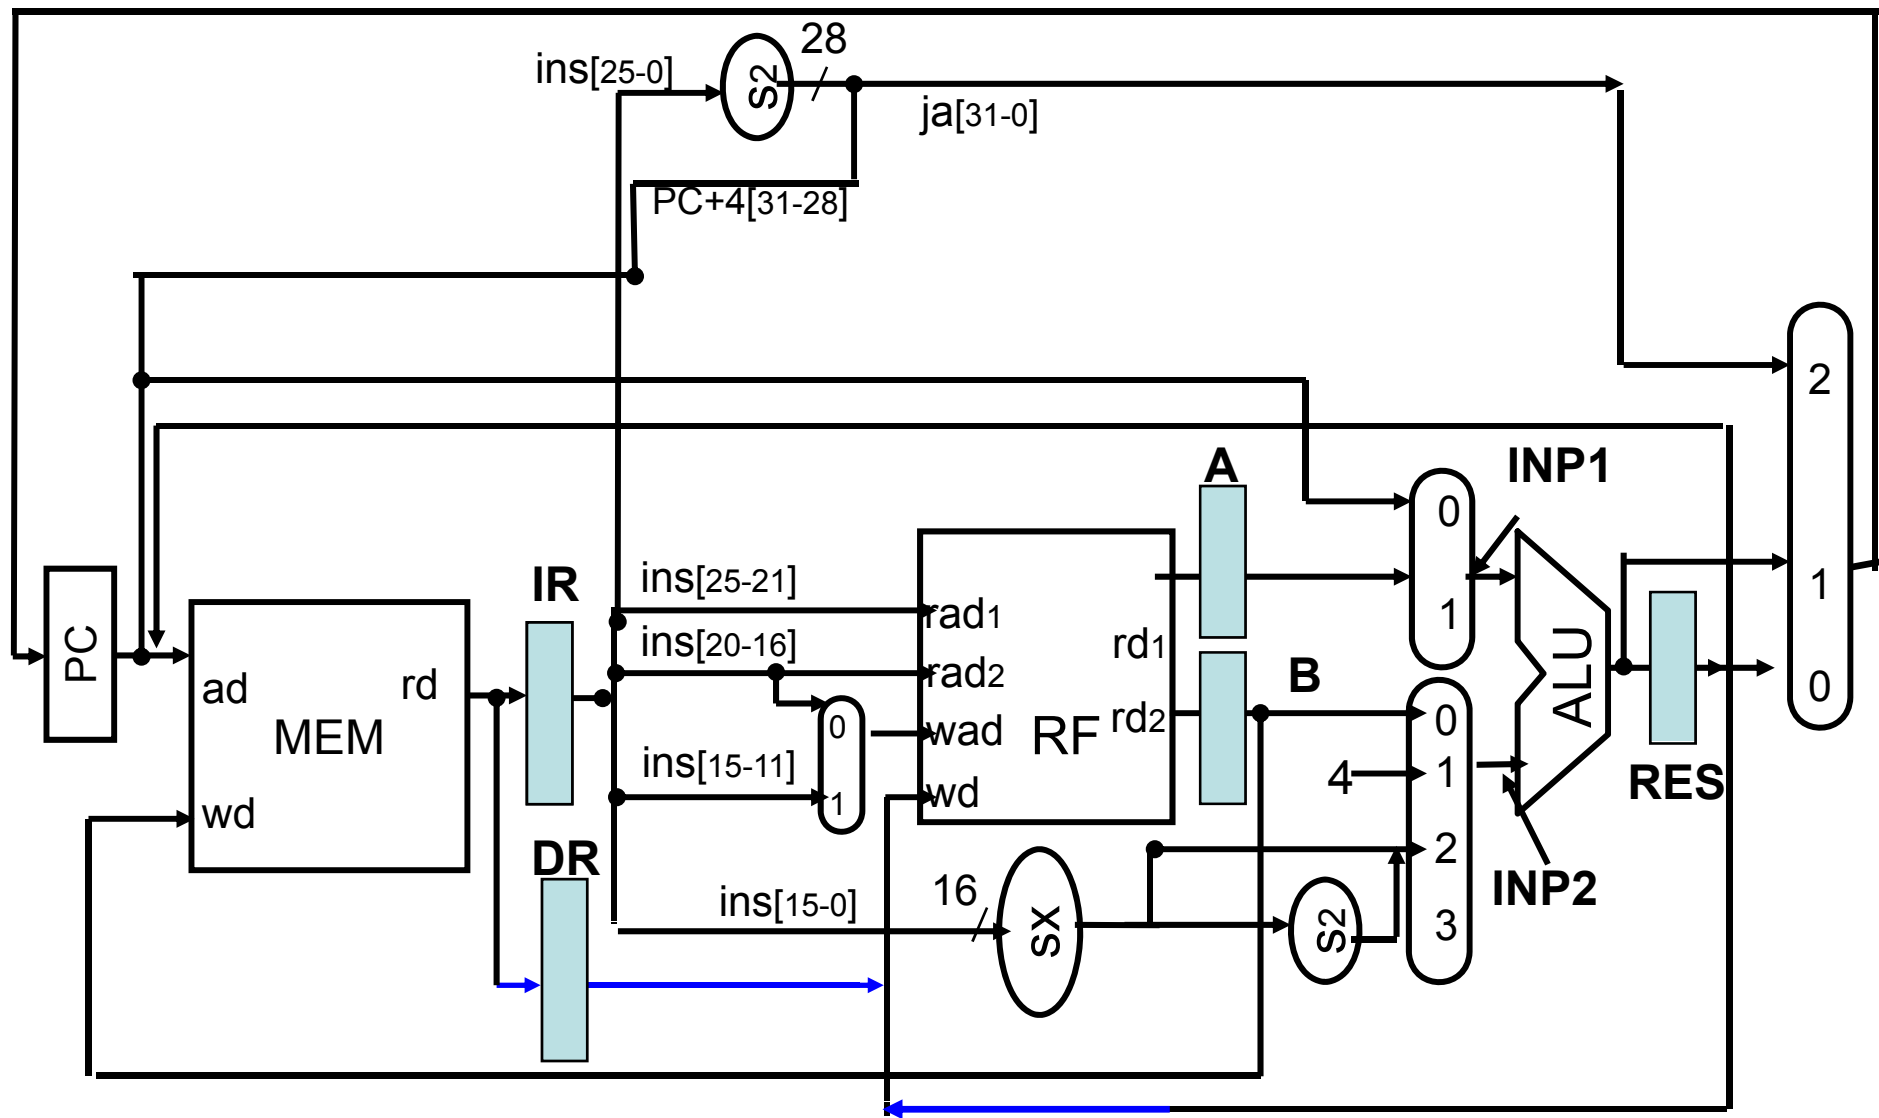 28
ins[25-0]
s2
ja[31-0]
PC+4[31-28]
2
A
INP1
0
IR
ins[25-21]
1
PC
rad1
ins[20-16]
rd1
ALU
1
ad
rd
rad2
B
0
MEM
0
wad
RF
rd2
0
ins[15-11]
4
1
RES
wd
1
wd
DR
2
16
INP2
ins[15-0]
sx
s2
3